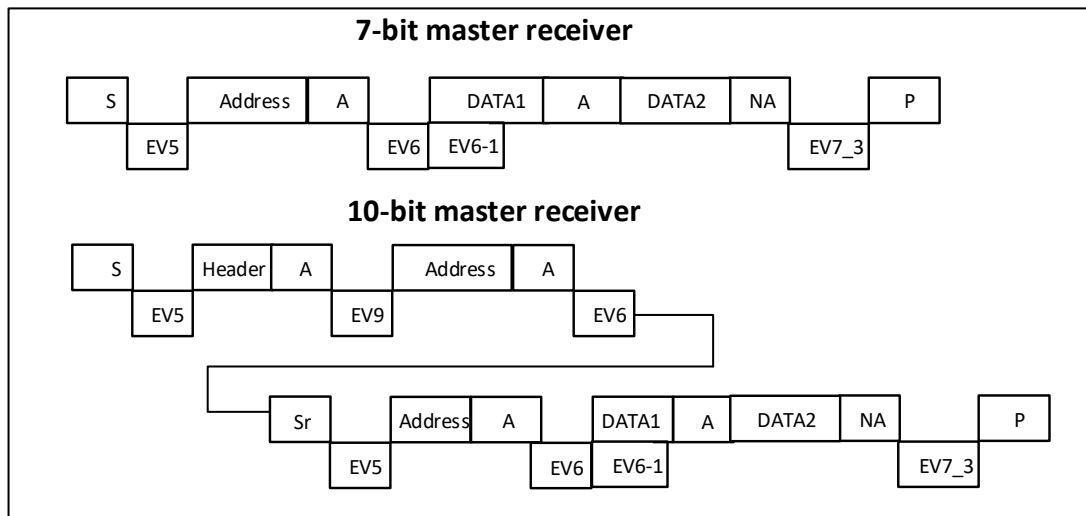 7-bit master receiver
S Address A DATA1 A DATA2 NA P
EV5 EV6 EV6-1 EV7_3
10-bit master receiver
S Header A Address A
EV5 EV9 EV6
Sr Address A DATA1 A DATA2 NA P
EV5 EV6 EV6-1 EV7_3